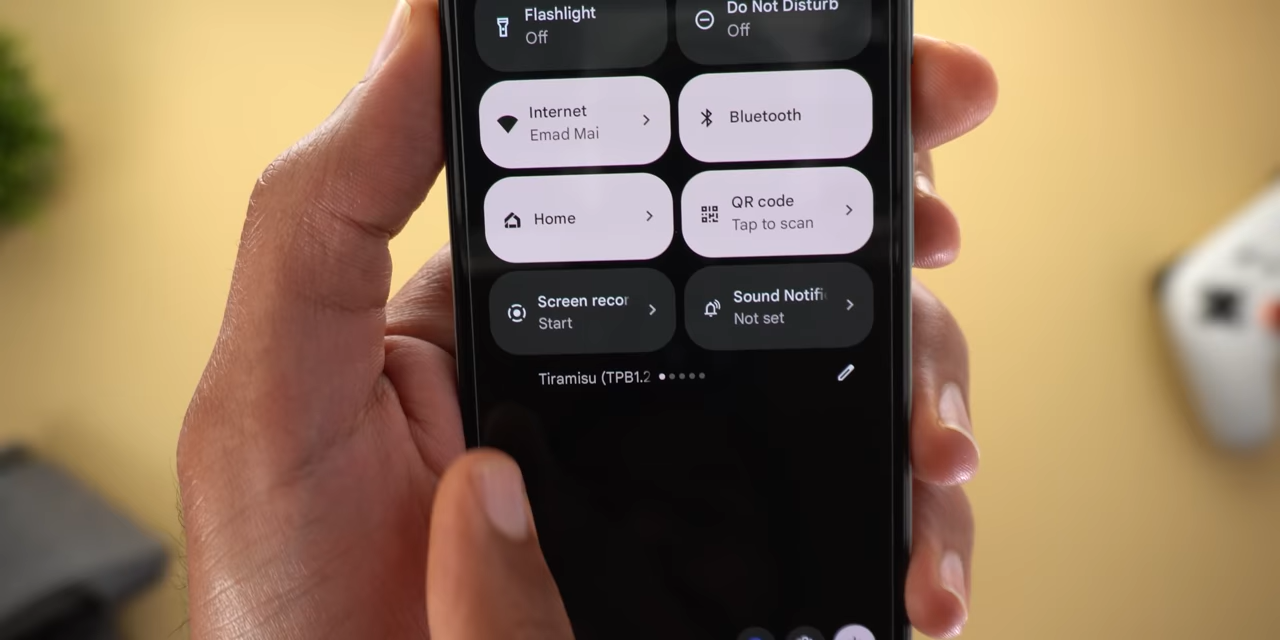 Flashlight
Off
Do Not Disturb
Off
Internet
Emad Mai
Bluetooth
Home
QR code
Tap to scan
Screen recor
Start
Sound Notifi
Not set
Tiramisu (TPB1.2